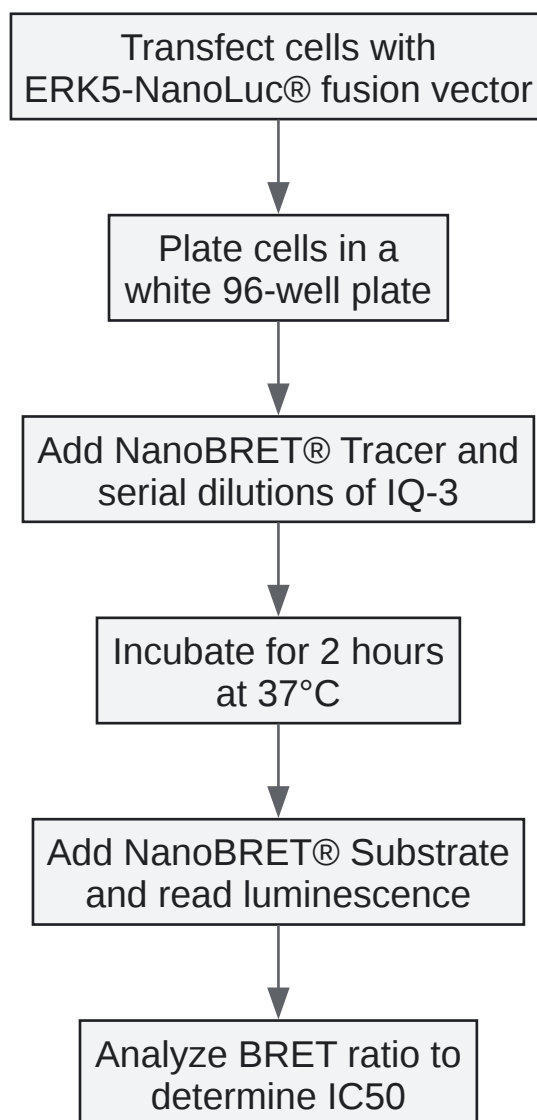 Transfect cells with
ERK5-NanoLuc® fusion vector
Plate cells in a
white 96-well plate
Add NanoBRET® Tracer and
serial dilutions of IQ-3
Incubate for 2 hours
at 37°C
Add NanoBRET® Substrate
and read luminescence
Analyze BRET ratio to
determine IC50